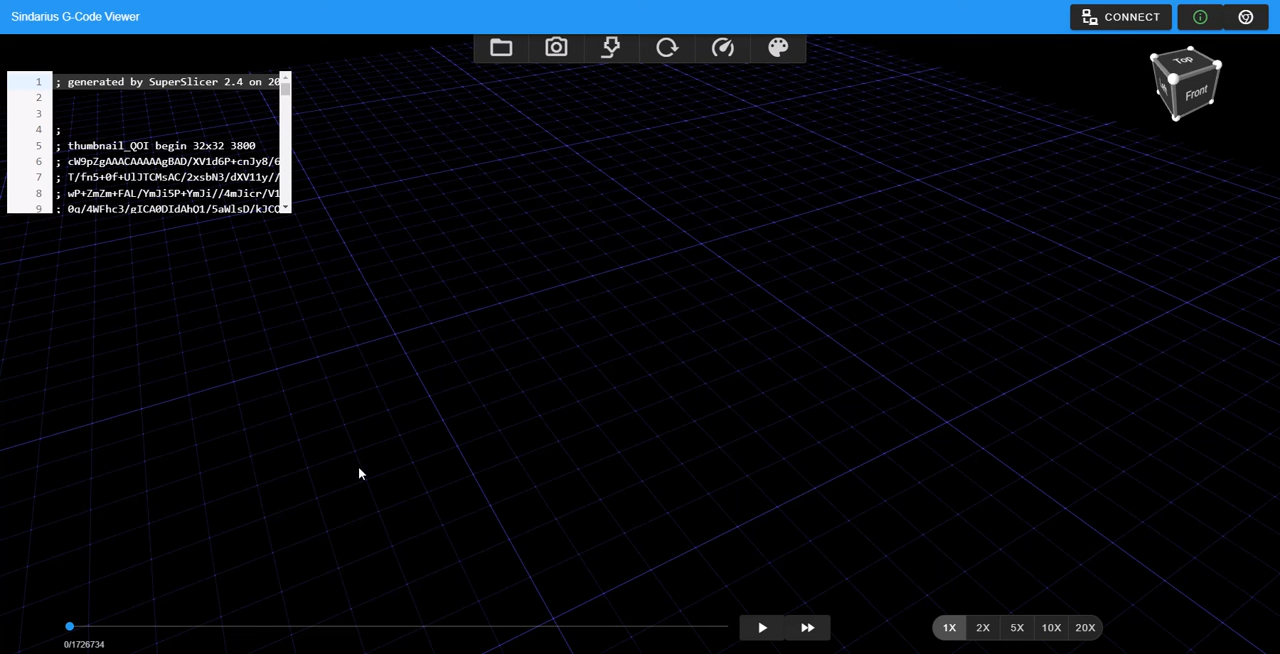 Sindarius G-Code Viewer
CONNECT
Top
Left
Front
1 ; generated by SuperSlicer 2.4 on 20
2
3
4 ;
5 ; thumbnail_QOI begin 32x32 3800
6 ; cW9pZgAAACAAAAAgBAD/XV1d6P+cnJy8/6
7 ; T/fn5+0f+UlJTCMsAC/2xsbN3/dXV11y//
8 ; wP+ZmZm+FAL/YmJi5P+YmJi//4mJicr/V1
9 ; 0q/4WFhc3/gICA0DIdAhQ1/5aWlsD/kJCQ
0/1726734
1X 2X 5X 10X 20X